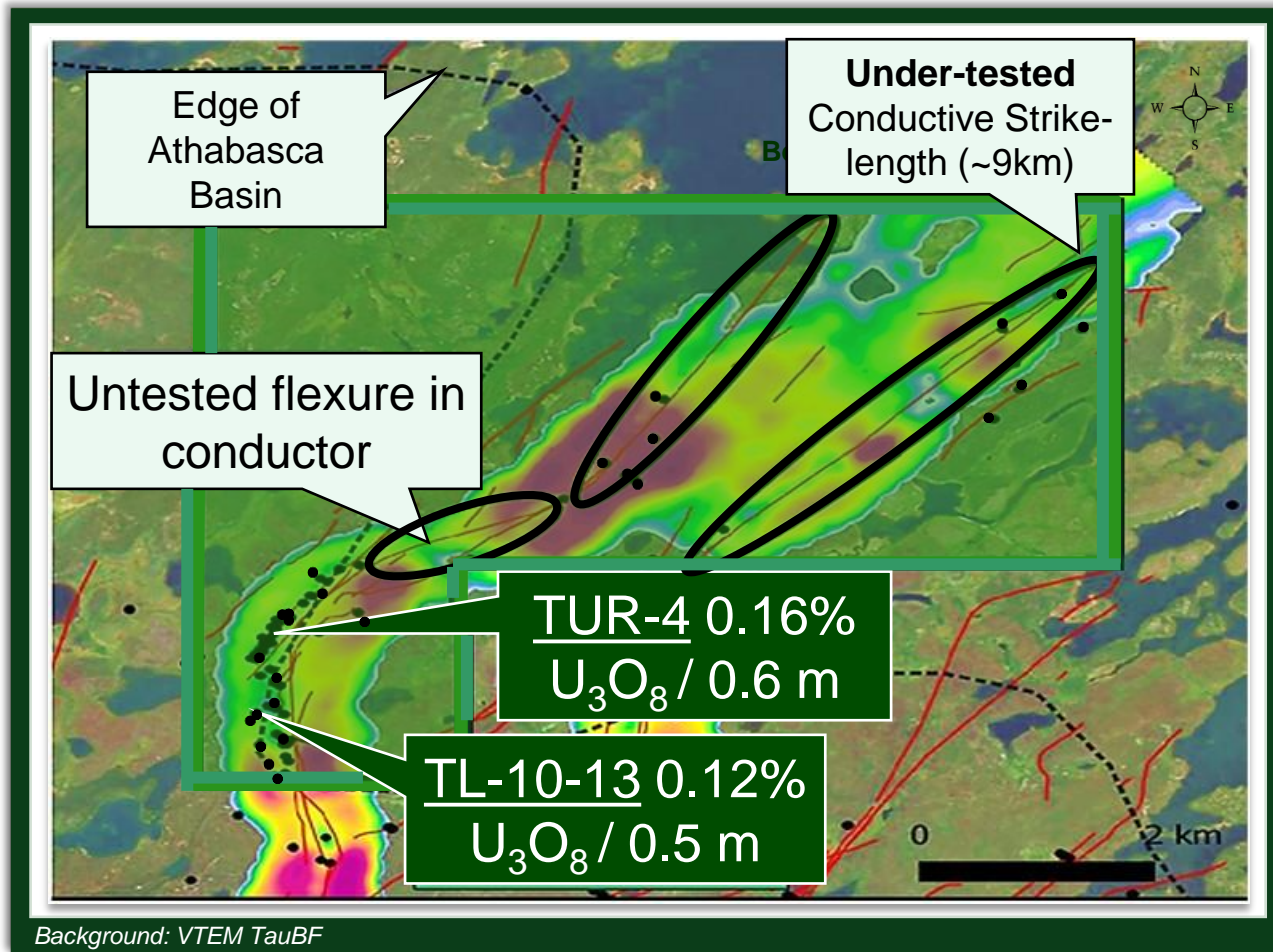 Edge of
Athabasca
Basin
Under-tested
Conductive Strike-
length (~9km)
N
W E
S
Untested flexure in
conductor
TUR-4 0.16%
U₃O₈ / 0.6 m
TL-10-13 0.12%
U₃O₈ / 0.5 m
0 2 km
Background: VTEM TauBF